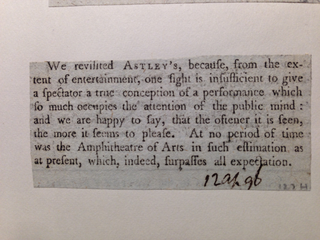 We reviſited ASTLEY'S, becauſe, from the ex-
tent of entertainment, one ſight is inſufficient to give
a ſpectator a true conception of a performance which
ſo much occupies the attention of the public mind:
and we are happy to ſay, that the oftener it is ſeen,
the more it ſeems to pleaſe. At no period of time
was the Amphitheatre of Arts in ſuch eſtimation as
at preſent, which, indeed, ſurpaſſes all expectation.
12 Ap. 96